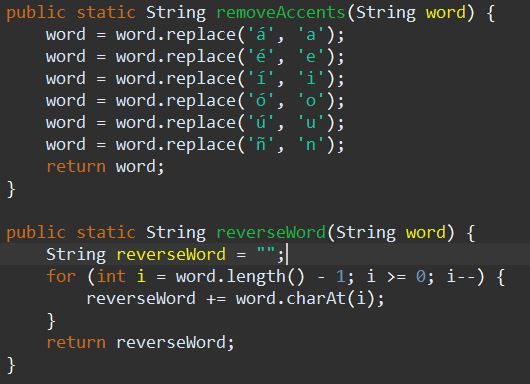 public static String removeAccents(String word) {
    word = word.replace('á', 'a');
    word = word.replace('é', 'e');
    word = word.replace('í', 'i');
    word = word.replace('ó', 'o');
    word = word.replace('ú', 'u');
    word = word.replace('ñ', 'n');
    return word;
}

public static String reverseWord(String word) {
    String reverseWord = "";
    for (int i = word.length() - 1; i >= 0; i--) {
        reverseWord += word.charAt(i);
    }
    return reverseWord;
}